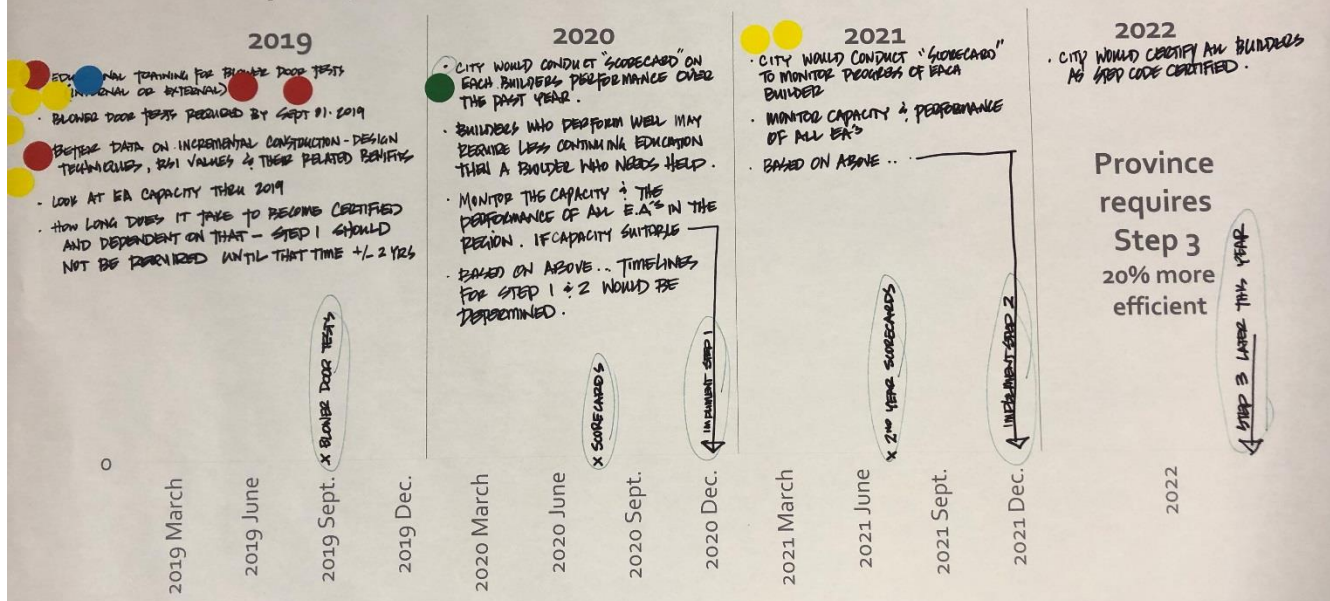 2019
EDU NAL TRAINING FOR BLOWER DOOR TESTS
(INTERNAL OR EXTERNAL)
· BLOWER DOOR TESTS REQUIRED BY SEPT 01. 2019
BETTER DATA ON INCREMENTAL CONSTRUCTION - DESIGN
TECHNIQUES, RSI VALUES & THEIR RELATED BENIFITS
- LOOK AT EA CAPACITY THRU 2019
· HOW LONG DOES IT TAKE TO BECOME CERTIFIED
AND DEPENDENT ON THAT - STEP 1 SHOULD
NOT BE REQUIRED UNTIL THAT TIME +/- 2 YRS
X BLOWER DOOR TESTS
2020
· CITY WOULD CONDUCT "SCORECARD" ON
EACH BUILDERS PERFORMANCE OVER
THE PAST YEAR.
· BUILDERS WHO PERFORM WELL MAY
REQUIRE LESS CONTINUING EDUCATION
THEN A BUILDER WHO NEEDS HELP.
· MONITOR THE CAPACITY & THE
PERFORMANCE OF ALL E.A'S IN THE
REGION. IF CAPACITY SUITABLE
· BASED ON ABOVE... TIMELINES
FOR STEP 1 & 2 WOULD BE
DETERMINED.
X SCORECARDS
IMPLIMENT STEP 1
2021
· CITY WOULD CONDUCT "SCORECARD"
TO MONITOR PROGRESS OF EACH
BUILDER
· MONITOR CAPACITY & PERFORMANCE
OF ALL EA'S
· BASED ON ABOVE ..
X 2ND YEAR SCORECARDS
IMPLEMENT STEP 2
2022
· CITY WOULD CERTIFY ALL BUILDERS
AS STEP CODE CERTIFIED.
Province
requires
Step 3
20% more
efficient
STEP 3 LATER THIS YEAR
0
2019 March
2019 June
2019 Sept.
2019 Dec.
2020 March
2020 June
2020 Sept.
2020 Dec.
2021 March
2021 June
2021 Sept.
2021 Dec.
2022